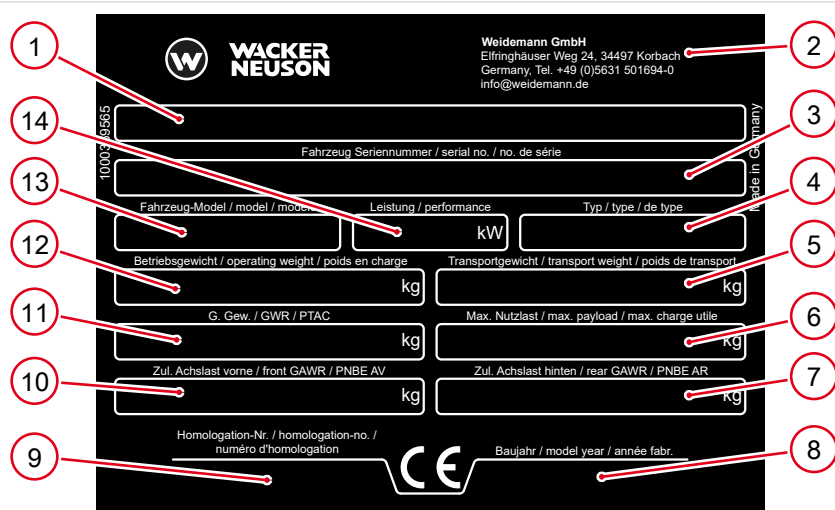 W
WACKER
NEUSON
Weidemann GmbH
Elfringhäuser Weg 24, 34497 Korbach
Germany, Tel. +49 (0)5631 501694-0
info@weidemann.de
Made in Germany
Fahrzeug Seriennummer / serial no. / no. de série
Fahrzeug-Model / model /
Leistung / performance
Typ / type / de type
kW
Betriebsgewicht / operating weight / poids en charge
Transportgewicht / transport weight / poids de transport
kg
kg
G. Gew. / GWR / PTAC
Max. Nutzlast / max. payload / max. charge utile
kg
kg
Zul. Achslast vorne / front GAWR / PNBE AV
Zul. Achslast hinten / rear GAWR / PNBE AR
kg
kg
Homologation-Nr. / homologation-no. /
numéro d'homologation
CE
Baujahr / model year / année fabr.
1
2
3
4
5
6
7
8
9
10
11
12
13
14